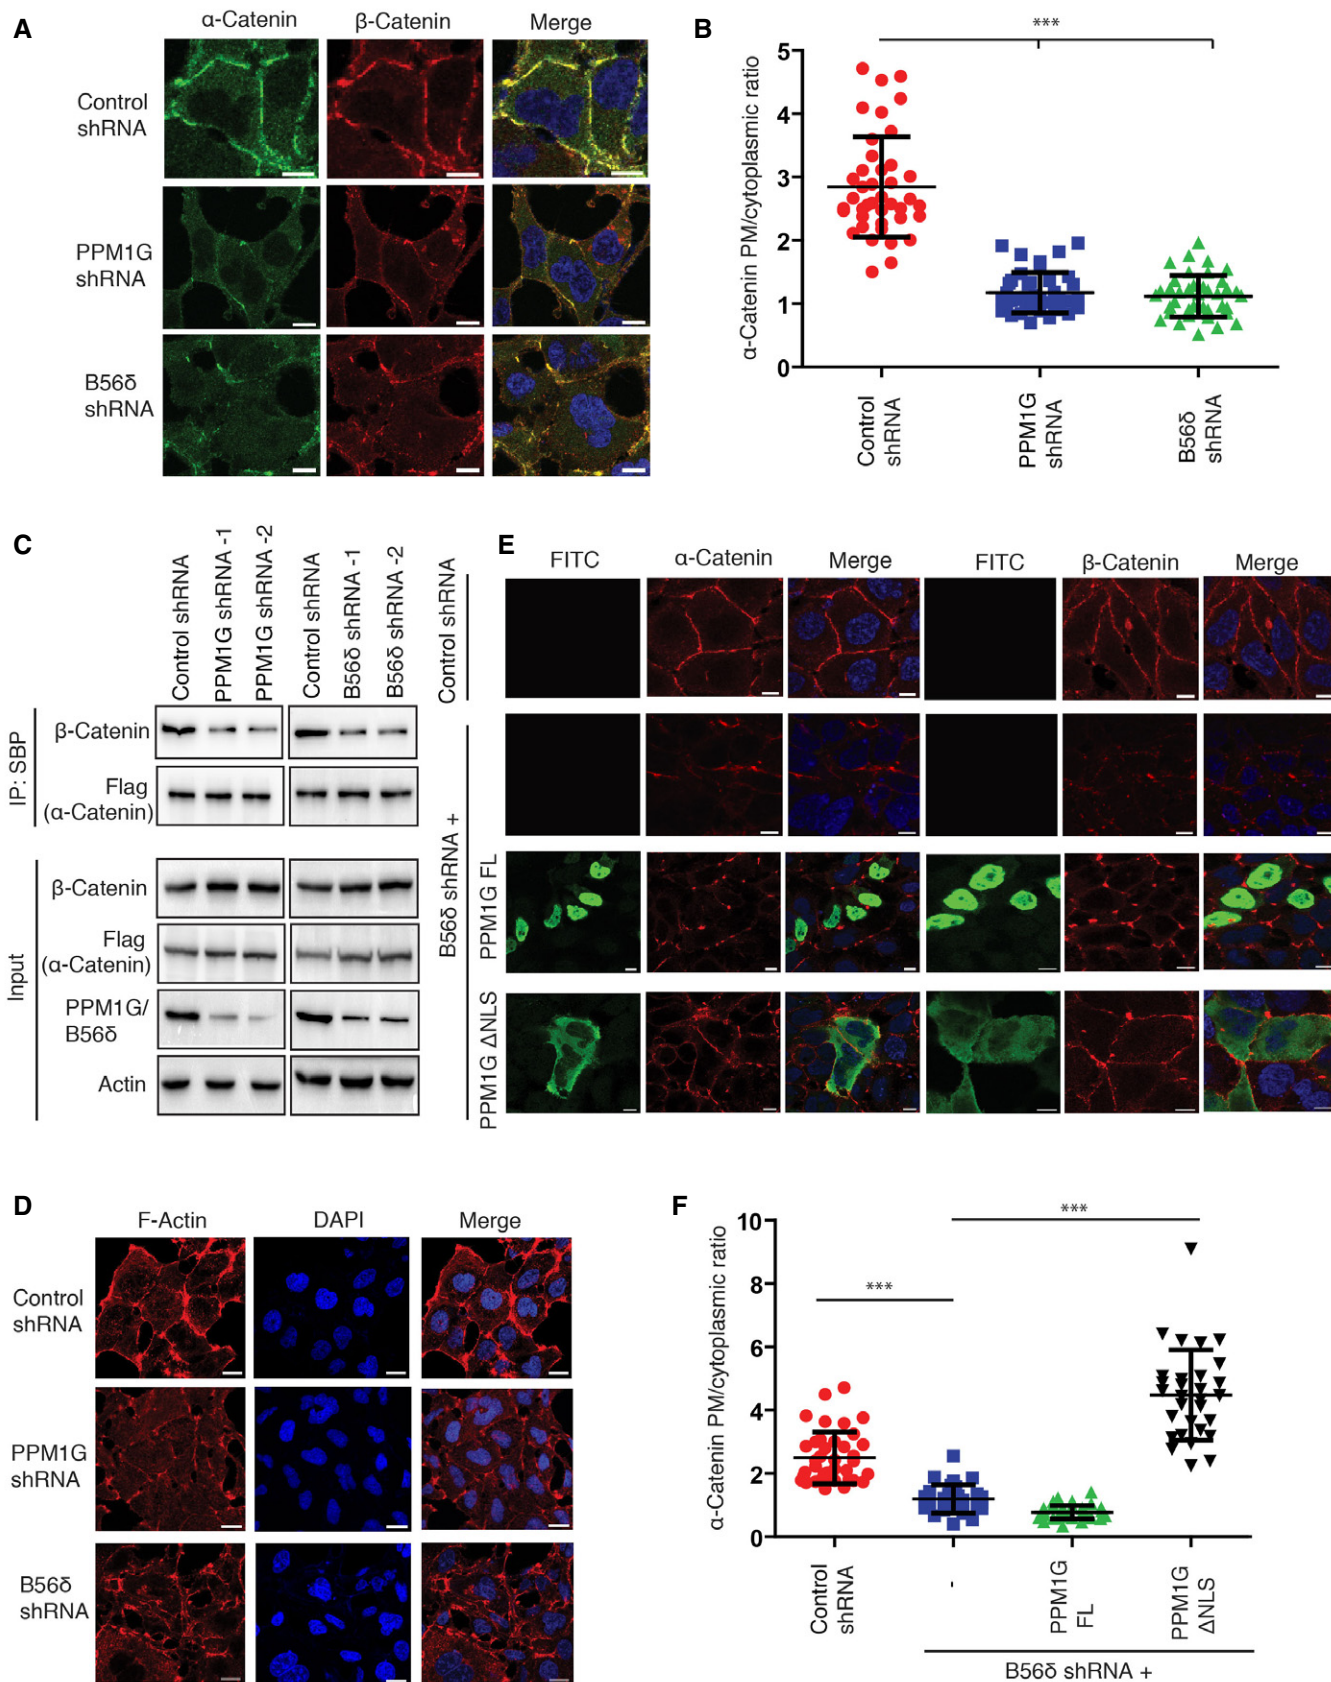 A
α-Catenin
β-Catenin
Merge
Control
shRNA
PPM1G
shRNA
B56δ
shRNA
B
***
α-Catenin PM/cytoplasmic ratio
5
4
3
2
1
0
Control
shRNA
PPM1G
shRNA
B56δ
shRNA
C
Control shRNA
PPM1G shRNA -1
PPM1G shRNA -2
Control shRNA
B56δ shRNA -1
B56δ shRNA -2
IP: SBP
β-Catenin
Flag
(α-Catenin)
Input
β-Catenin
Flag
(α-Catenin)
PPM1G/
B56δ
Actin
E
FITC
α-Catenin
Merge
FITC
β-Catenin
Merge
Control shRNA
B56δ shRNA +
PPM1G FL
PPM1G ΔNLS
D
F-Actin
DAPI
Merge
Control
shRNA
PPM1G
shRNA
B56δ
shRNA
F
***
***
α-Catenin PM/cytoplasmic ratio
10
8
6
4
2
0
Control
shRNA
-
PPM1G
FL
PPM1G
ΔNLS
B56δ shRNA +